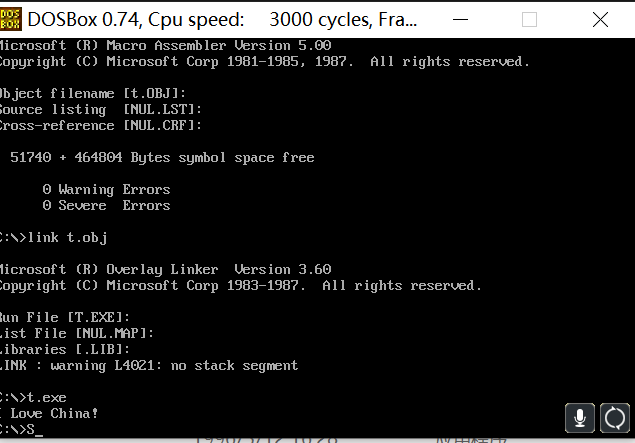 DOS
BOX
DOSBox 0.74, Cpu speed: 3000 cycles, Fra...
Microsoft (R) Macro Assembler Version 5.00
Copyright (C) Microsoft Corp 1981-1985, 1987. All rights reserved.
Object filename [t.OBJ]:
Source listing [NUL.LST]:
Cross-reference [NUL.CRF]:
51740 + 464804 Bytes symbol space free
0 Warning Errors
0 Severe Errors
C:\>link t.obj
Microsoft (R) Overlay Linker Version 3.60
Copyright (C) Microsoft Corp 1983-1987. All rights reserved.
Run File [T.EXE]:
List File [NUL.MAP]:
Libraries [.LIB]:
LINK : warning L4021: no stack segment
C:\>t.exe
I Love China!
C:\>S_